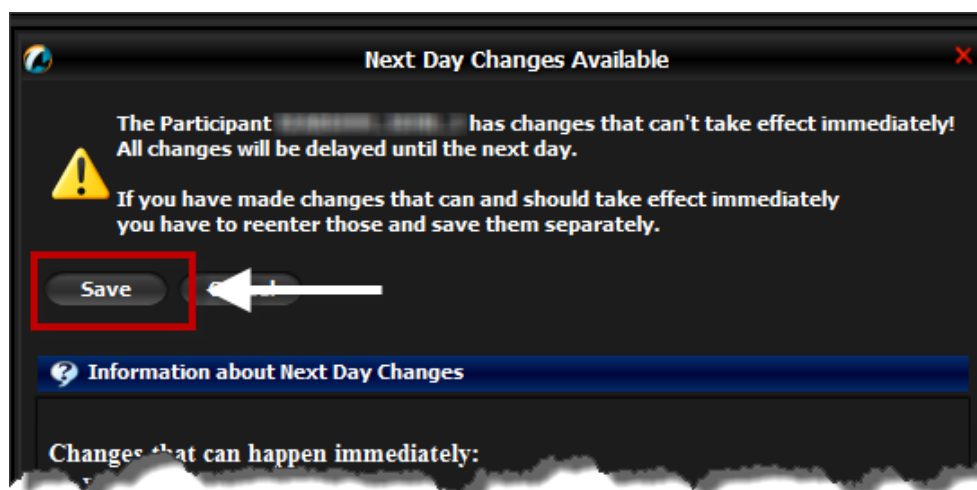 Next Day Changes Available
The Participant has changes that can't take effect immediately!
All changes will be delayed until the next day.
If you have made changes that can and should take effect immediately
you have to reenter those and save them separately.
Save
Information about Next Day Changes
Changes that can happen immediately: